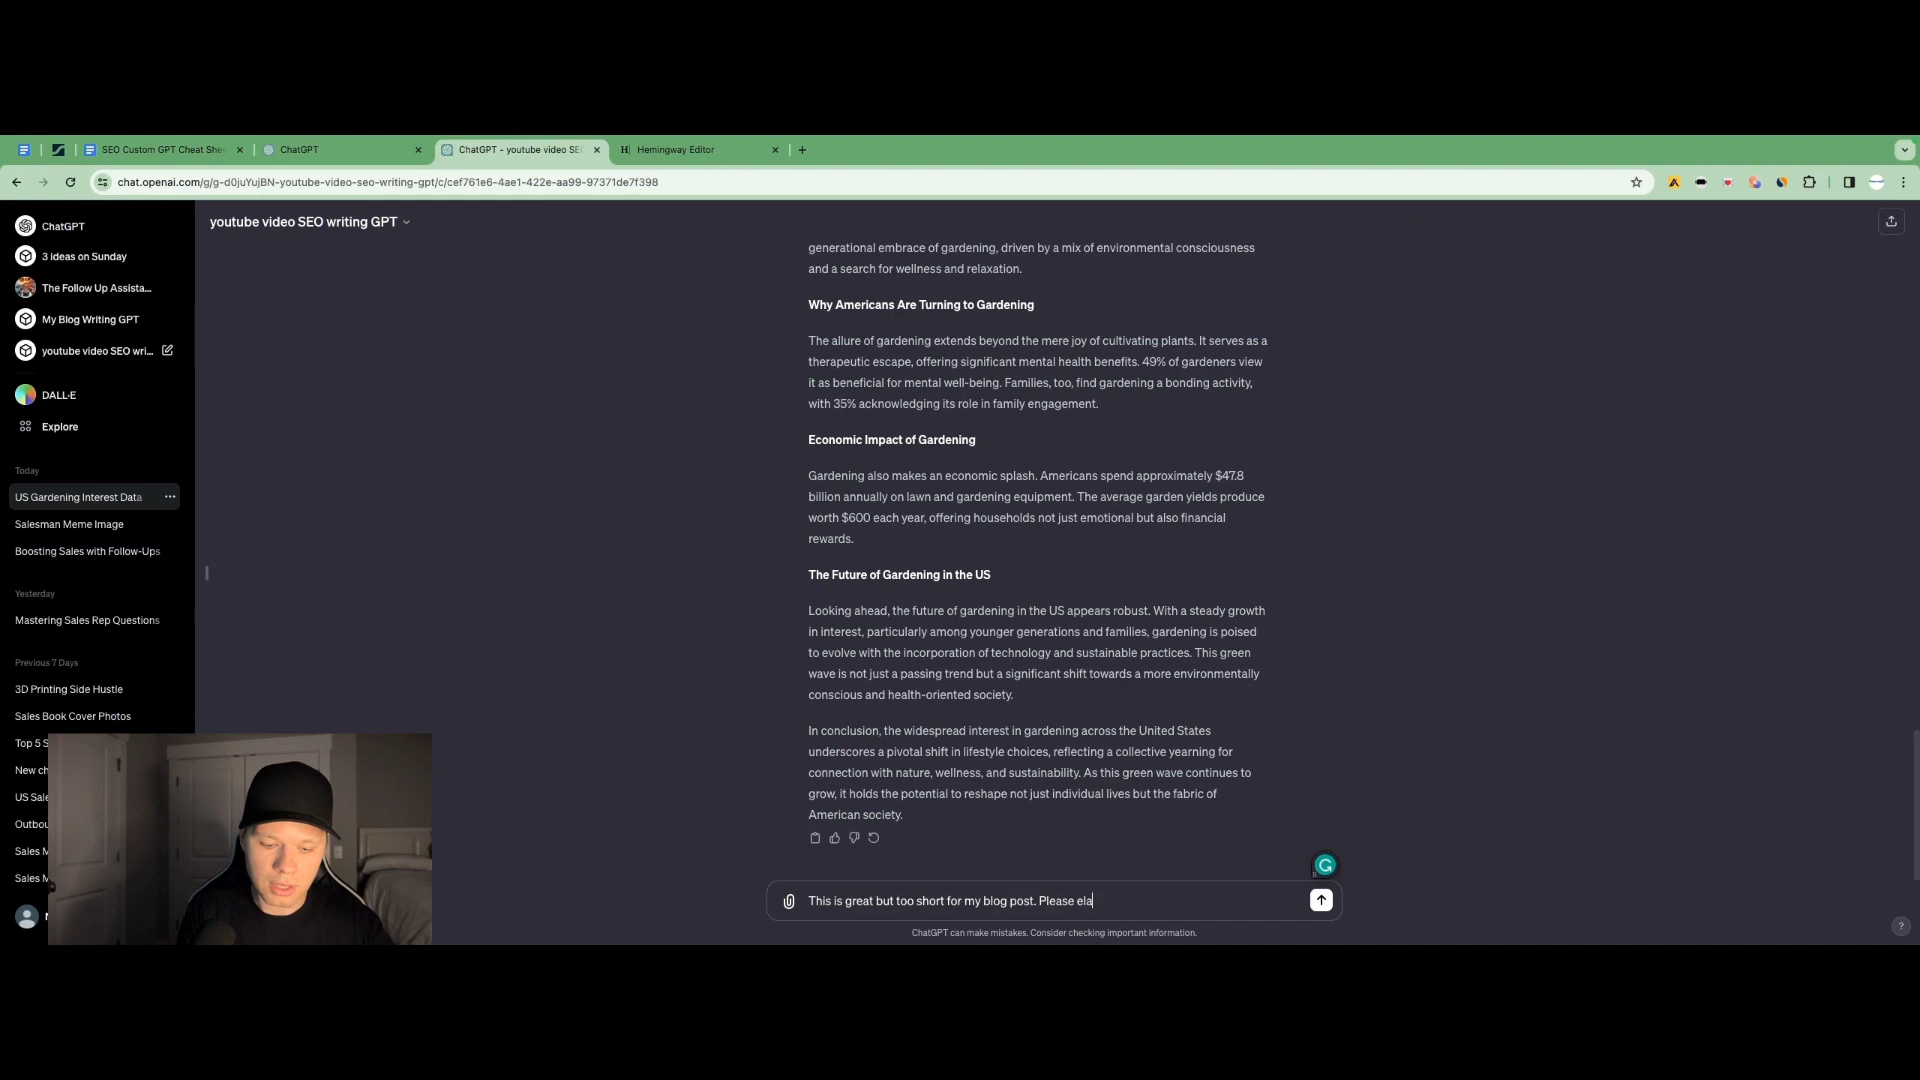 SEO Custom GPT Cheat Shee
ChatGPT
ChatGPT - youtube video SEO
H Hemingway Editor
chat.openai.com/g/g-d0juYujBN-youtube-video-seo-writing-gpt/c/cef761e6-4ae1-422e-aa99-97371de7f398
ChatGPT
3 ideas on Sunday
The Follow Up Assista...
My Blog Writing GPT
youtube video SEO wri...
DALL·E
Explore
Today
US Gardening Interest Data
Salesman Meme Image
Boosting Sales with Follow-Ups
Yesterday
Mastering Sales Rep Questions
Previous 7 Days
3D Printing Side Hustle
Sales Book Cover Photos
Top 5 S
New ch
US Sale
Outbou
Sales M
Sales M
youtube video SEO writing GPT
generational embrace of gardening, driven by a mix of environmental consciousness
and a search for wellness and relaxation.
Why Americans Are Turning to Gardening
The allure of gardening extends beyond the mere joy of cultivating plants. It serves as a
therapeutic escape, offering significant mental health benefits. 49% of gardeners view
it as beneficial for mental well-being. Families, too, find gardening a bonding activity,
with 35% acknowledging its role in family engagement.
Economic Impact of Gardening
Gardening also makes an economic splash. Americans spend approximately $47.8
billion annually on lawn and gardening equipment. The average garden yields produce
worth $600 each year, offering households not just emotional but also financial
rewards.
The Future of Gardening in the US
Looking ahead, the future of gardening in the US appears robust. With a steady growth
in interest, particularly among younger generations and families, gardening is poised
to evolve with the incorporation of technology and sustainable practices. This green
wave is not just a passing trend but a significant shift towards a more environmentally
conscious and health-oriented society.
In conclusion, the widespread interest in gardening across the United States
underscores a pivotal shift in lifestyle choices, reflecting a collective yearning for
connection with nature, wellness, and sustainability. As this green wave continues to
grow, it holds the potential to reshape not just individual lives but the fabric of
American society.
This is great but too short for my blog post. Please ela
ChatGPT can make mistakes. Consider checking important information.
?